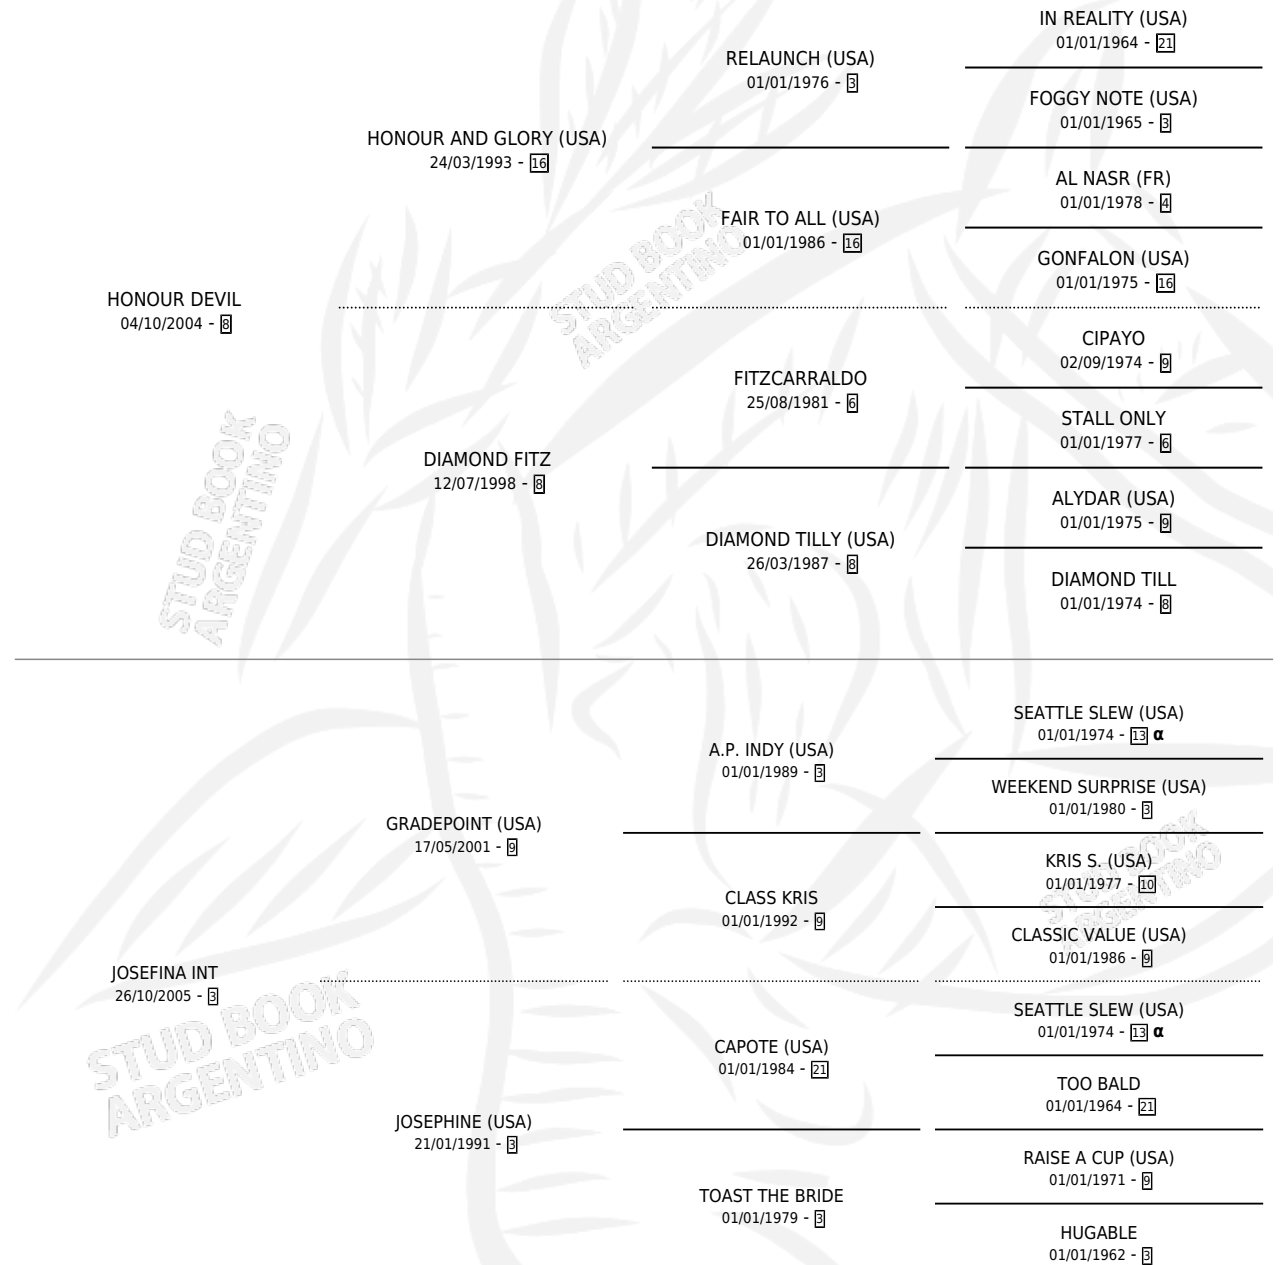 HONOUR DEVIL
04/10/2004 - 8
HONOUR AND GLORY (USA)
24/03/1993 - 16
DIAMOND FITZ
12/07/1998 - 8
RELAUNCH (USA)
01/01/1976 - 3
FAIR TO ALL (USA)
01/01/1986 - 16
FITZCARRALDO
25/08/1981 - 6
DIAMOND TILLY (USA)
26/03/1987 - 8
IN REALITY (USA)
01/01/1964 - 21
FOGGY NOTE (USA)
01/01/1965 - 3
AL NASR (FR)
01/01/1978 - 4
GONFALON (USA)
01/01/1975 - 16
CIPAYO
02/09/1974 - 9
STALL ONLY
01/01/1977 - 6
ALYDAR (USA)
01/01/1975 - 9
DIAMOND TILL
01/01/1974 - 8
JOSEFINA INT
26/10/2005 - 3
GRADEPOINT (USA)
17/05/2001 - 9
JOSEPHINE (USA)
21/01/1991 - 3
A.P. INDY (USA)
01/01/1989 - 3
CLASS KRIS
01/01/1992 - 9
CAPOTE (USA)
01/01/1984 - 21
TOAST THE BRIDE
01/01/1979 - 3
SEATTLE SLEW (USA)
01/01/1974 - 13 α
WEEKEND SURPRISE (USA)
01/01/1980 - 3
KRIS S. (USA)
01/01/1977 - 10
CLASSIC VALUE (USA)
01/01/1986 - 9
SEATTLE SLEW (USA)
01/01/1974 - 13 α
TOO BALD
01/01/1964 - 21
RAISE A CUP (USA)
01/01/1971 - 9
HUGABLE
01/01/1962 - 3
STUD BOOK
ARGENTINO
STUD BOOK
ARGENTINO
STUD BOOK
ARGENTINO
STUD BOOK
ARGENTINO